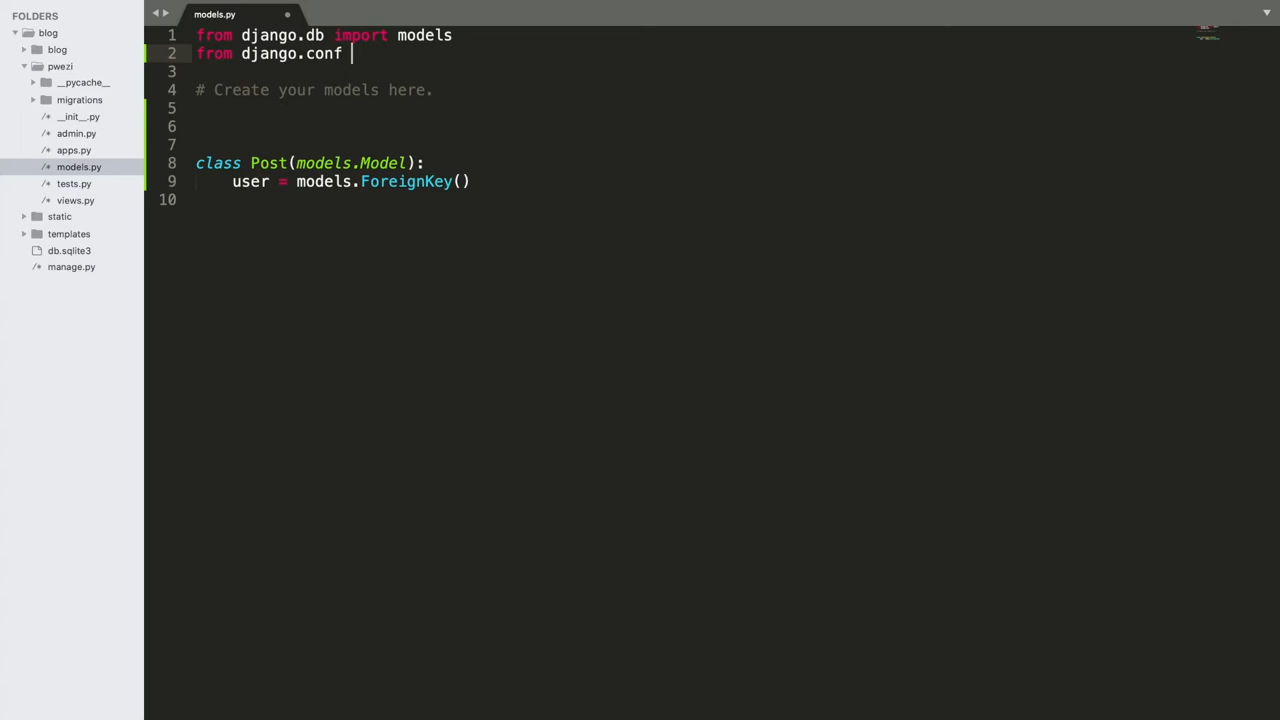 FOLDERS
blog
blog
pwezi
__pycache__
migrations
/* __init__.py
/* admin.py
/* apps.py
/* models.py
/* tests.py
/* views.py
static
templates
db.sqlite3
/* manage.py
models.py
1 from django.db import models
2 from django.conf
3
4 # Create your models here.
5
6
7
8 class Post(models.Model):
9 user = models.ForeignKey()
10